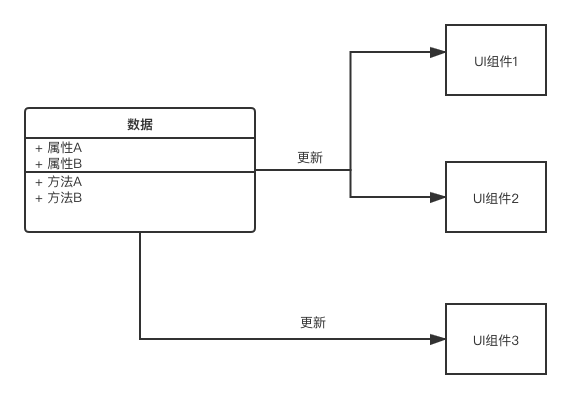 UI组件1
数据
+ 属性A
+ 属性B
+ 方法A
+ 方法B
更新
UI组件2
更新
UI组件3